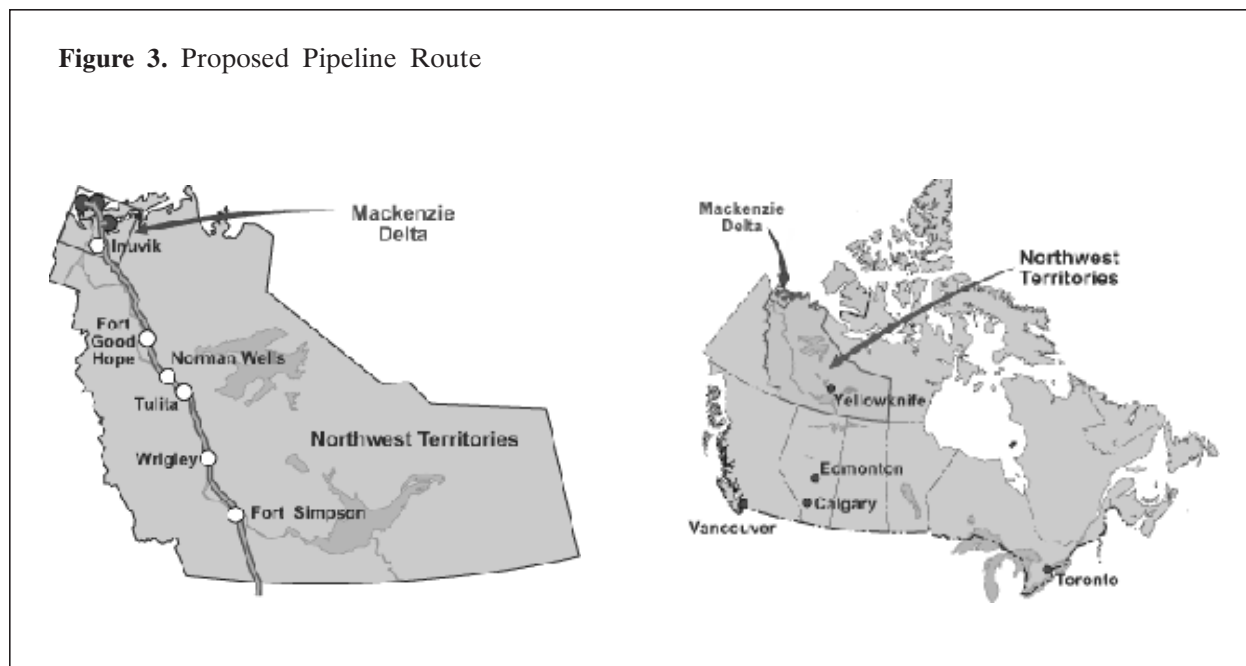 Figure 3. Proposed Pipeline Route
Mackenzie
Delta
Inuvik
Fort
Good
Hope
Norman Wells
Tulita
Northwest Territories
Wrigley
Fort Simpson
Mackenzie
Delta
Northwest
Territories
Yellowknife
Edmonton
Calgary
Vancouver
Toronto